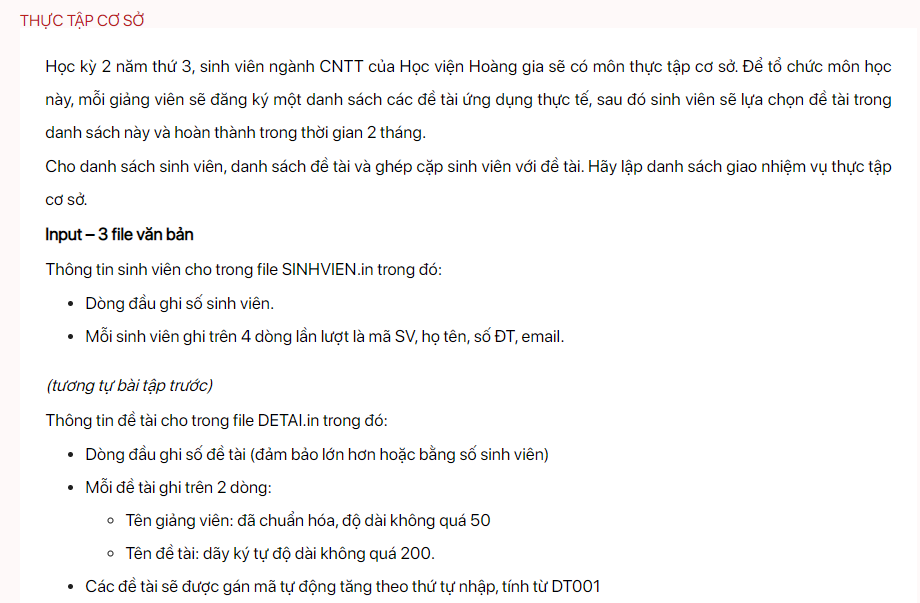 THỰC TẬP CƠ SỞ
Học kỳ 2 năm thứ 3, sinh viên ngành CNTT của Học viện Hoàng gia sẽ có môn thực tập cơ sở. Để tổ chức môn học
này, mỗi giảng viên sẽ đăng ký một danh sách các đề tài ứng dụng thực tế, sau đó sinh viên sẽ lựa chọn đề tài trong
danh sách này và hoàn thành trong thời gian 2 tháng.
Cho danh sách sinh viên, danh sách đề tài và ghép cặp sinh viên với đề tài. Hãy lập danh sách giao nhiệm vụ thực tập
cơ sở.
Input – 3 file văn bản
Thông tin sinh viên cho trong file SINHVIEN.in trong đó:
• Dòng đầu ghi số sinh viên.
• Mỗi sinh viên ghi trên 4 dòng lần lượt là mã SV, họ tên, số ĐT, email.
(tương tự bài tập trước)
Thông tin đề tài cho trong file DETAI.in trong đó:
• Dòng đầu ghi số đề tài (đảm bảo lớn hơn hoặc bằng số sinh viên)
• Mỗi đề tài ghi trên 2 dòng:
◦ Tên giảng viên: đã chuẩn hóa, độ dài không quá 50
◦ Tên đề tài: dãy ký tự độ dài không quá 200.
• Các đề tài sẽ được gán mã tự động tăng theo thứ tự nhập, tính từ DT001